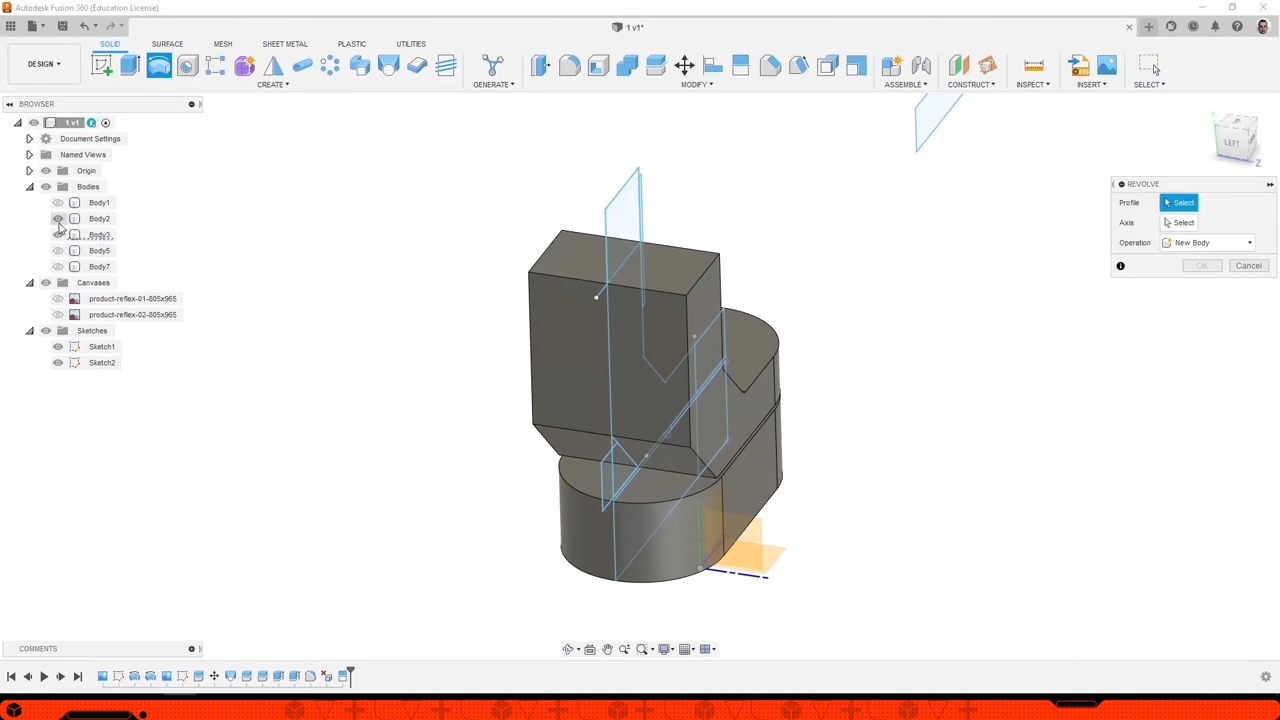 Autodesk Fusion 360 (Education License)
1 v1*
DESIGN
SOLID
SURFACE
MESH
SHEET METAL
PLASTIC
UTILITIES
CREATE
GENERATE
MODIFY
ASSEMBLE
CONSTRUCT
INSPECT
INSERT
SELECT
BROWSER
1 v1
Document Settings
Named Views
Origin
Bodies
Body1
Body2
Body3
Body5
Body7
Canvases
product-reflex-01-805x965
product-reflex-02-805x965
Sketches
Sketch1
Sketch2
LEFT
Z
REVOLVE
Profile Select
Axis Select
Operation New Body
OK Cancel
COMMENTS